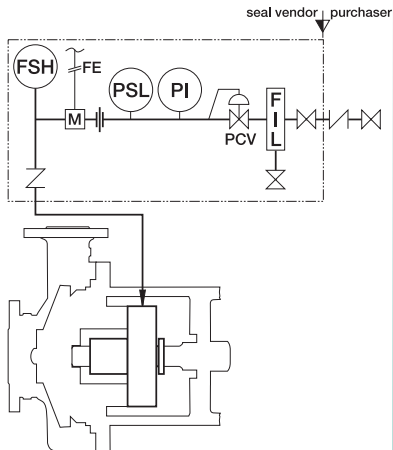 seal vendor purchaser
FSH
FE
PSL
PI
M
PCV
F
I
L